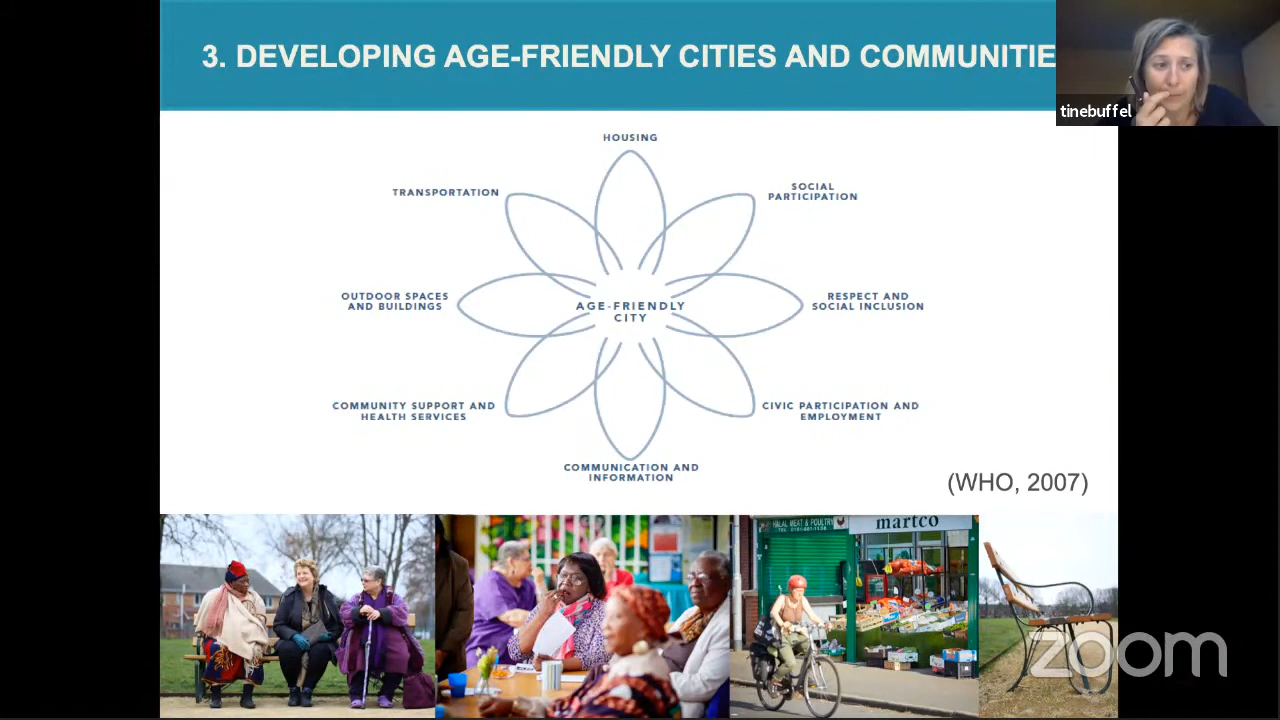 3. DEVELOPING AGE-FRIENDLY CITIES AND COMMUNITIE
tinebuffel
HOUSING
TRANSPORTATION
SOCIAL
PARTICIPATION
OUTDOOR SPACES
AND BUILDINGS
AGE-FRIENDLY
CITY
RESPECT AND
SOCIAL INCLUSION
COMMUNITY SUPPORT AND
HEALTH SERVICES
CIVIC PARTICIPATION AND
EMPLOYMENT
COMMUNICATION AND
INFORMATION
(WHO, 2007)
HALAL MEAT & POULTRY
martco
zoom